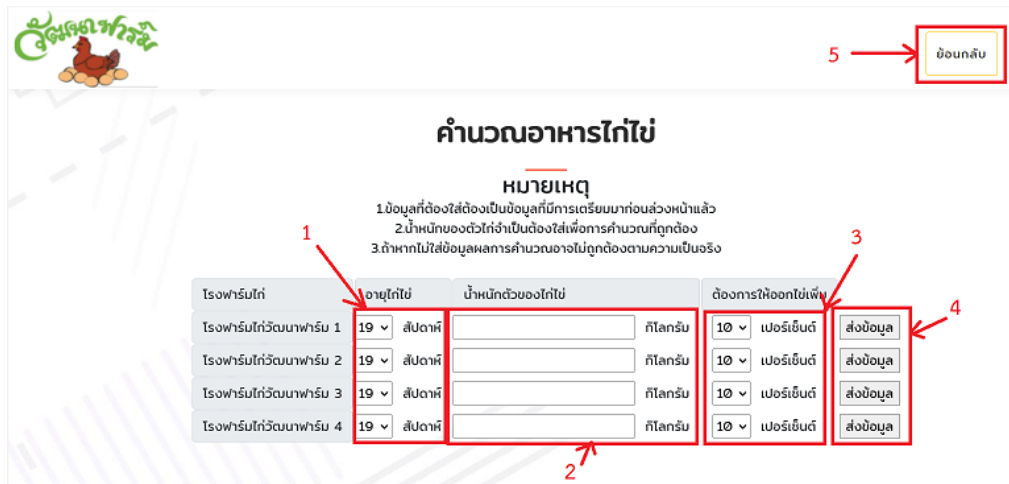 วัฒนาฟาร์ม
5
ย้อนกลับ
คำนวณอาหารไก่ไข่
หมายเหตุ
1.ข้อมูลที่ต้องใส่ต้องเป็นข้อมูลที่มีการเตรียมมาก่อนล่วงหน้าแล้ว
2.น้ำหนักของตัวไก่จำเป็นต้องใส่เพื่อการคำนวณที่ถูกต้อง
3.ถ้าหากไม่ใส่ข้อมูลผลการคำนวณอาจไม่ถูกต้องตามความเป็นจริง
1
3
โรงฟาร์มไก่ อายุไก่ไข่ น้ำหนักตัวของไก่ไข่ ต้องการให้ออกไข่เพิ่ม
4
โรงฟาร์มไก่วัฒนาฟาร์ม 1 19 สัปดาห์ กิโลกรัม 10 เปอร์เซ็นต์ ส่งข้อมูล
โรงฟาร์มไก่วัฒนาฟาร์ม 2 19 สัปดาห์ กิโลกรัม 10 เปอร์เซ็นต์ ส่งข้อมูล
โรงฟาร์มไก่วัฒนาฟาร์ม 3 19 สัปดาห์ กิโลกรัม 10 เปอร์เซ็นต์ ส่งข้อมูล
โรงฟาร์มไก่วัฒนาฟาร์ม 4 19 สัปดาห์ กิโลกรัม 10 เปอร์เซ็นต์ ส่งข้อมูล
2